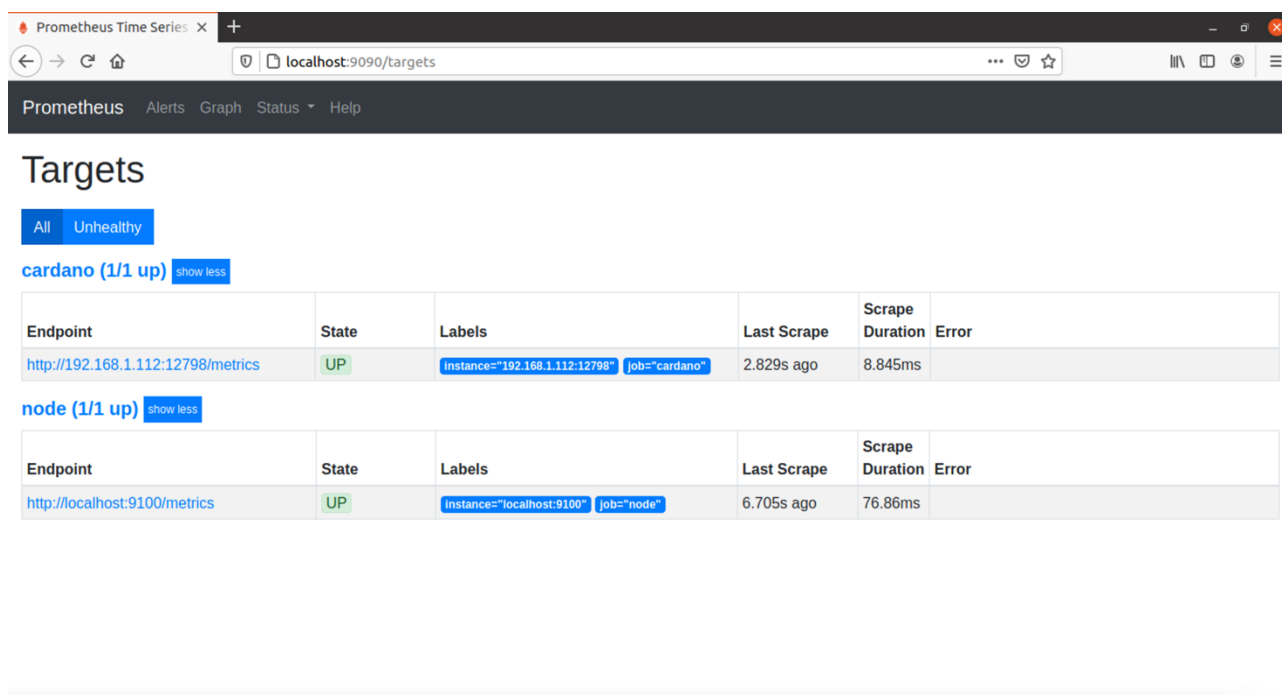 Prometheus Time Series
localhost:9090/targets
Prometheus Alerts Graph Status Help
Targets
All Unhealthy
cardano (1/1 up) show less
Endpoint State Labels Last Scrape Scrape Duration Error
http://192.168.1.112:12798/metrics UP instance="192.168.1.112:12798" job="cardano" 2.829s ago 8.845ms
node (1/1 up) show less
Endpoint State Labels Last Scrape Scrape Duration Error
http://localhost:9100/metrics UP instance="localhost:9100" job="node" 6.705s ago 76.86ms